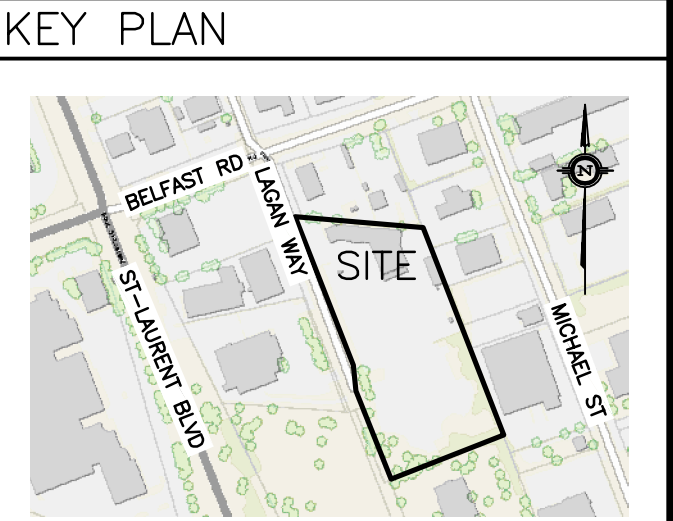 KEY PLAN
BELFAST RD
LAGAN WAY
N
SITE
ST-LAURENT BLVD
MICHAEL ST